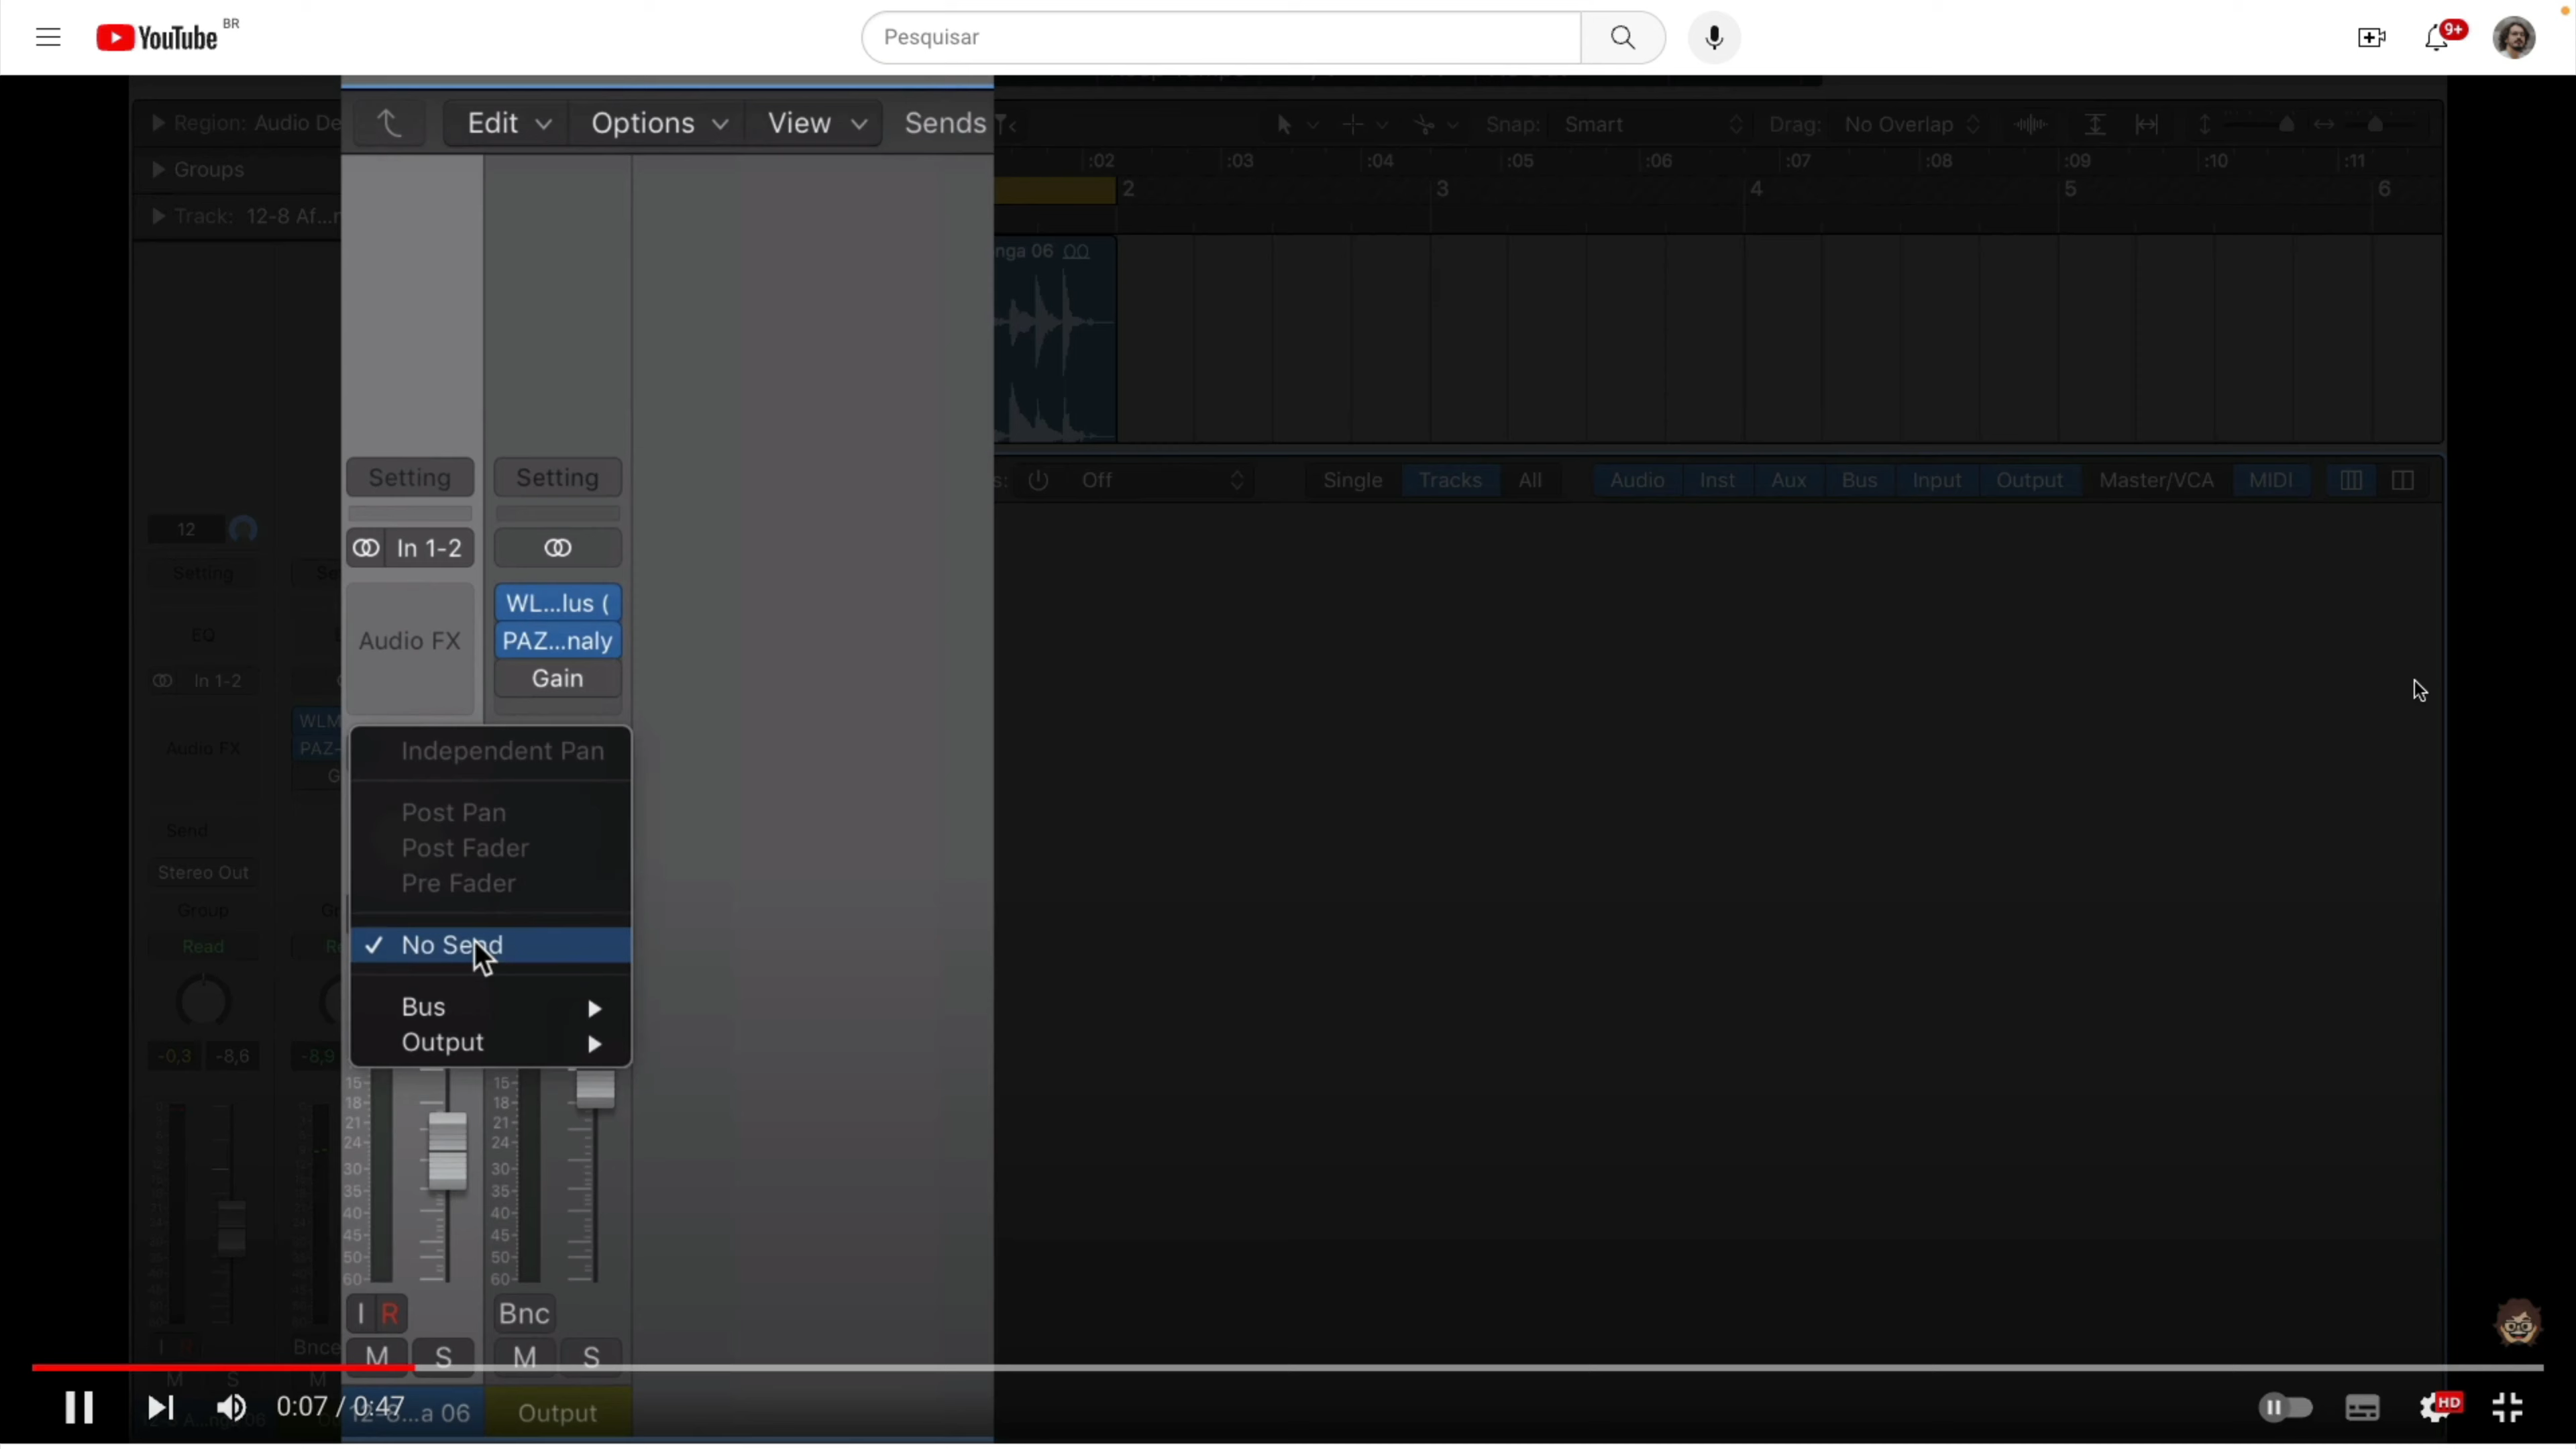 YouTube BR
Pesquisar
9+
Region: Audio De
Edit
Options
View
Sends
Snap: Smart
Drag: No Overlap
Groups
:02 :03 :04 :05 :06 :07 :08 :09 :10 :11
2 3 4 5 6
Track: 12-8 Af...
nga 06
Setting
Setting
s: Off
Single Tracks All
Audio Inst Aux Bus Input Output Master/VCA MIDI
12
In 1-2
Setting
WL...lus (
EQ
Audio FX
PAZ...naly
In 1-2
Gain
WLM
Audio FX
PAZ-
Independent Pan
Post Pan
Send
Post Fader
Stereo Out
Pre Fader
Group
Read
No Send
Bus
Output
-0,3 -8,6 -8,9
15 15
18 18
21 21
24 24
30 30
35 35
40 40
45 45
50 50
60 60
I R
Bnc
Bnce
M S M S
M S M
0:07 / 0:47
12-8...a 06
Output
HD